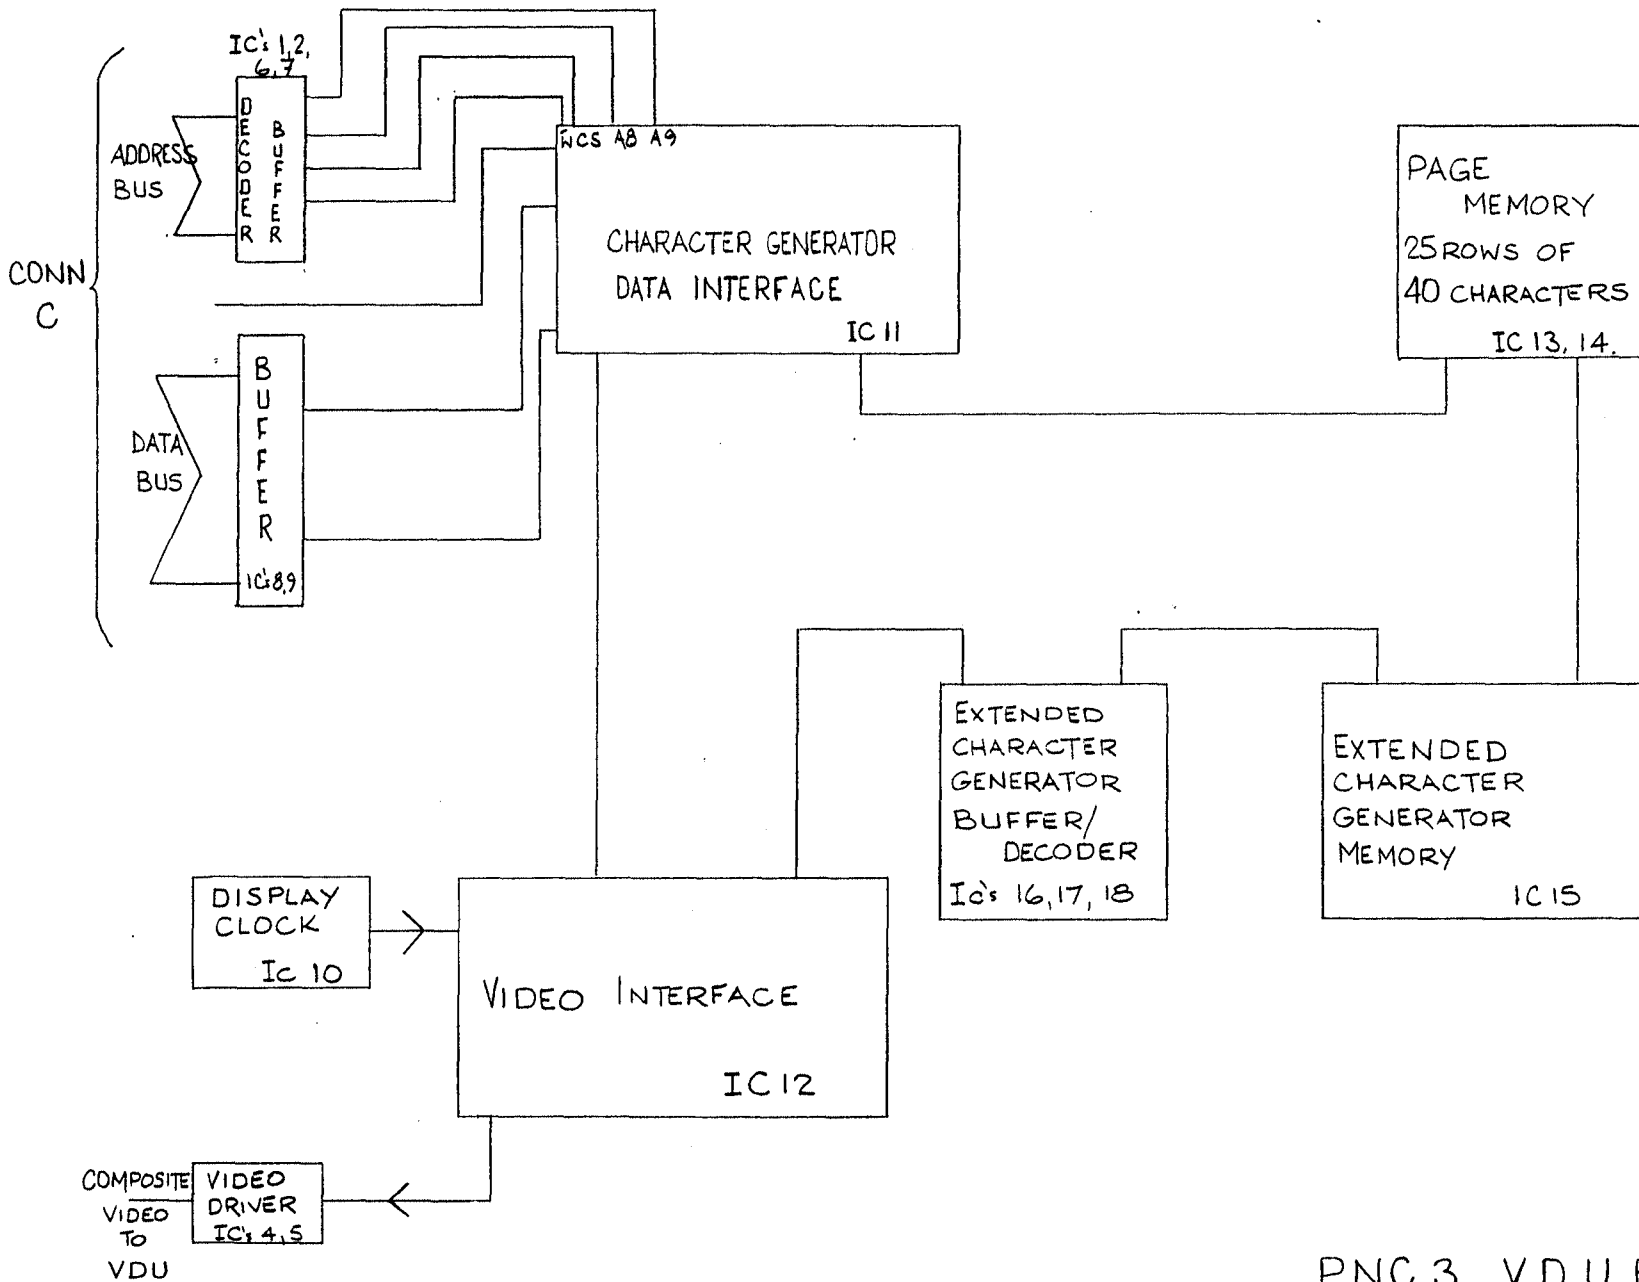 IC's 1,2,
6,7
DECODER
BUFFER
ADDRESS
BUS
CONN
C
DATA
BUS
BUFFER
IC's 8,9
WCS A8 A9
CHARACTER GENERATOR
DATA INTERFACE
IC 11
PAGE
MEMORY
25 ROWS OF
40 CHARACTERS
IC 13, 14.
EXTENDED
CHARACTER
GENERATOR
BUFFER/
DECODER
Ic's 16, 17, 18
EXTENDED
CHARACTER
GENERATOR
MEMORY
IC 15
DISPLAY
CLOCK
Ic 10
VIDEO INTERFACE
IC 12
COMPOSITE
VIDEO
TO
VDU
VIDEO
DRIVER
IC's 4,5
PNC 3 V.D.U.